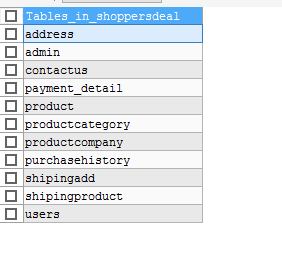 Tables_in_shoppersdeal
address
admin
contactus
payment_detail
product
productcategory
productcompany
purchasehistory
shipingadd
shipingproduct
users